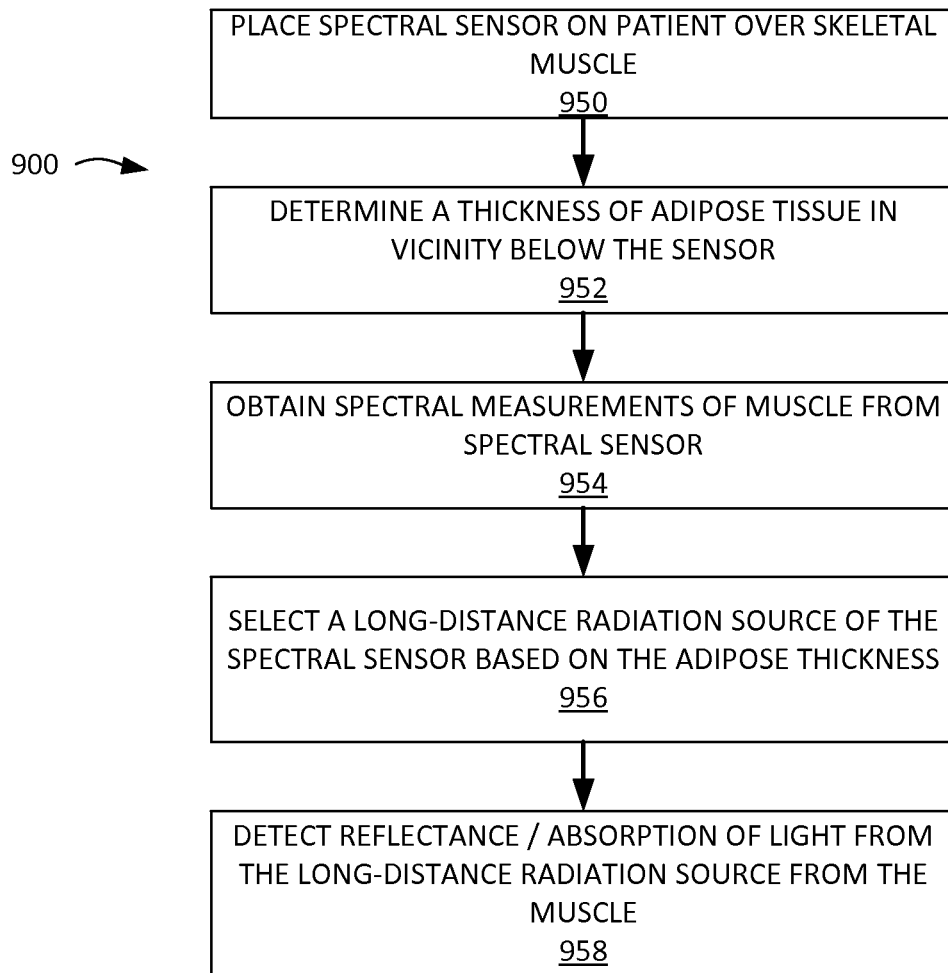 PLACE SPECTRAL SENSOR ON PATIENT OVER SKELETAL
MUSCLE
950
900
DETERMINE A THICKNESS OF ADIPOSE TISSUE IN
VICINITY BELOW THE SENSOR
952
OBTAIN SPECTRAL MEASUREMENTS OF MUSCLE FROM
SPECTRAL SENSOR
954
SELECT A LONG-DISTANCE RADIATION SOURCE OF THE
SPECTRAL SENSOR BASED ON THE ADIPOSE THICKNESS
956
DETECT REFLECTANCE / ABSORPTION OF LIGHT FROM
THE LONG-DISTANCE RADIATION SOURCE FROM THE
MUSCLE
958